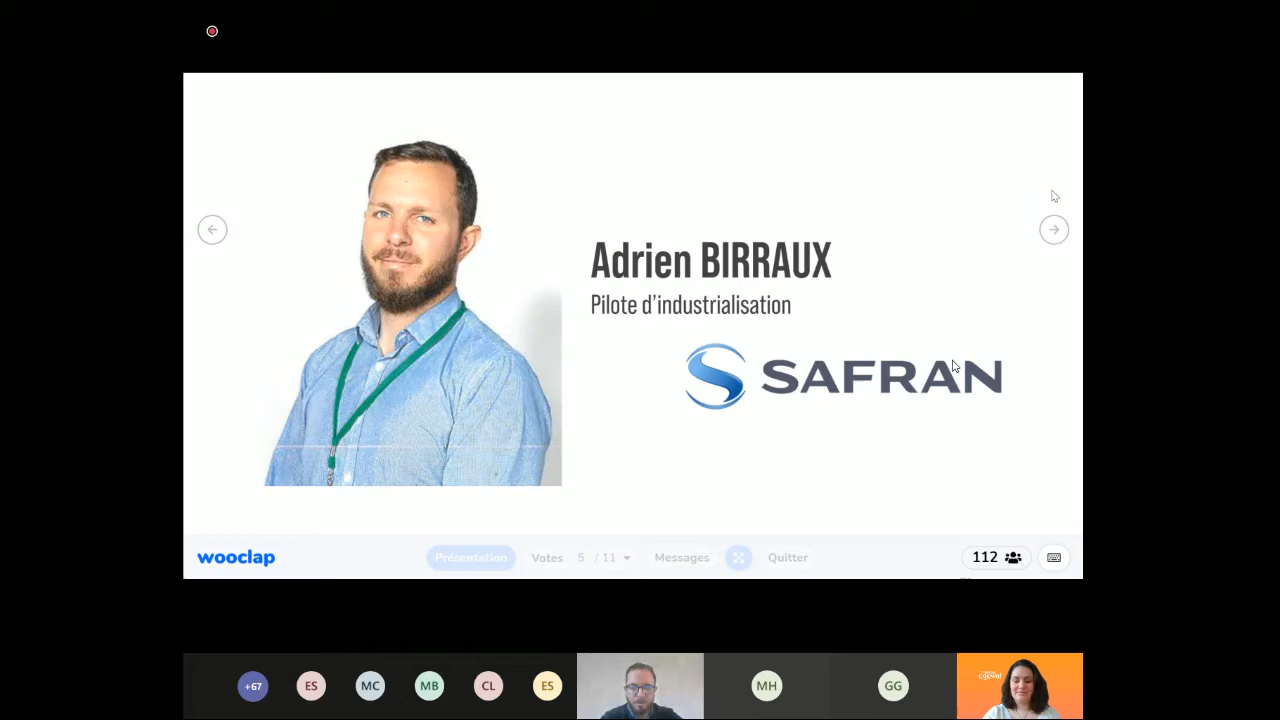 Adrien BIRRAUX
Pilote d'industrialisation
SAFRAN
wooclap
Présentation
Votes 5 / 11
Messages
Quitter
112
+67
ES
MC
MB
CL
ES
MH
GG